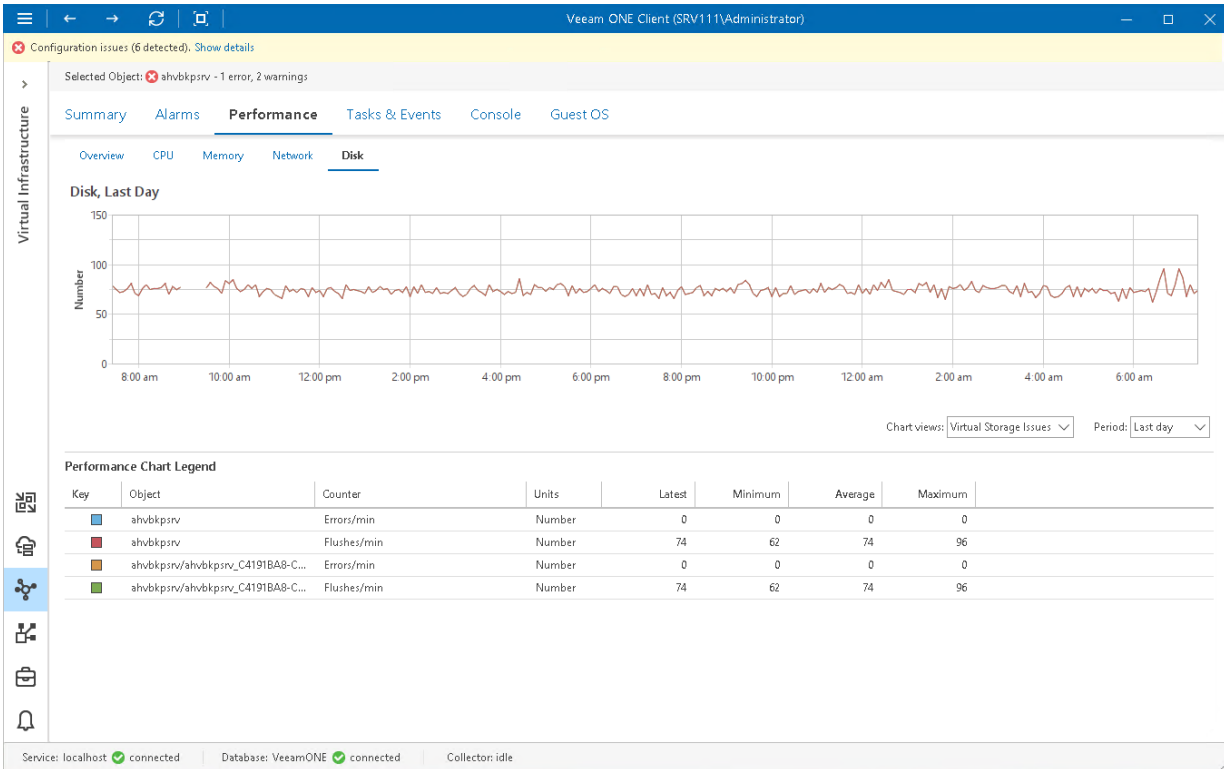 Veeam ONE Client (SRV111\Administrator)
Configuration issues (6 detected). Show details
Virtual Infrastructure
Selected Object: ahvbkpsrv - 1 error, 2 warnings
Summary Alarms Performance Tasks & Events Console Guest OS
Overview CPU Memory Network Disk
Disk, Last Day
Number
150
100
50
0
8:00 am 10:00 am 12:00 pm 2:00 pm 4:00 pm 6:00 pm 8:00 pm 10:00 pm 12:00 am 2:00 am 4:00 am 6:00 am
Chart views: Virtual Storage Issues Period: Last day
Performance Chart Legend
Key Object Counter Units Latest Minimum Average Maximum
ahvbkpsrv Errors/min Number 0 0 0 0
ahvbkpsrv Flushes/min Number 74 62 74 96
ahvbkpsrv/ahvbkpsrv_C4191BA8-C... Errors/min Number 0 0 0 0
ahvbkpsrv/ahvbkpsrv_C4191BA8-C... Flushes/min Number 74 62 74 96
Service: localhost connected Database: VeeamONE connected Collector: idle